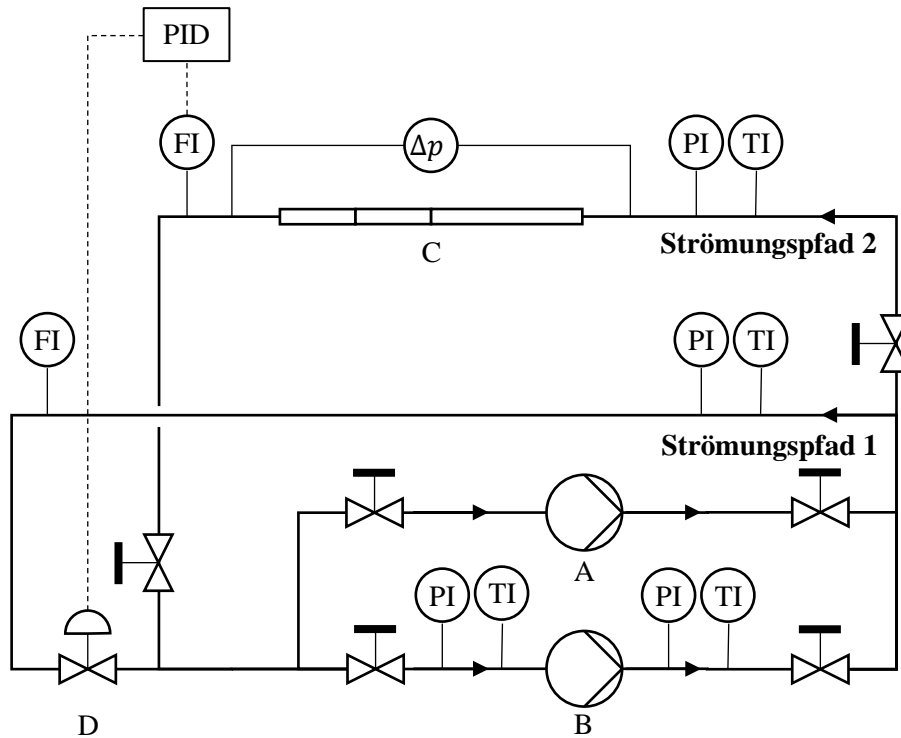 PID
FI
Δp
PI
TI
C
Strömungspfad 2
FI
PI
TI
Strömungspfad 1
A
PI
TI
PI
TI
D
B